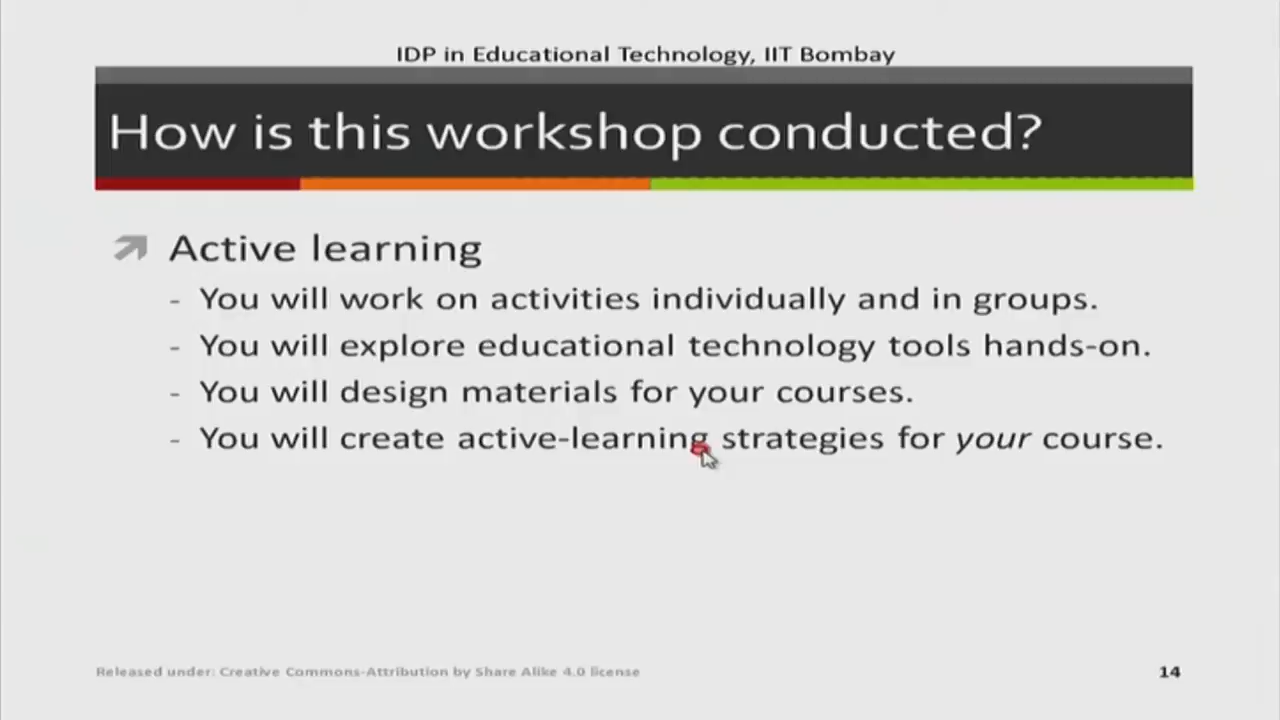 IDP in Educational Technology, IIT Bombay
How is this workshop conducted?
Active learning
- You will work on activities individually and in groups.
- You will explore educational technology tools hands-on.
- You will design materials for your courses.
- You will create active-learning strategies for your course.
Released under: Creative Commons-Attribution by Share Alike 4.0 license
14